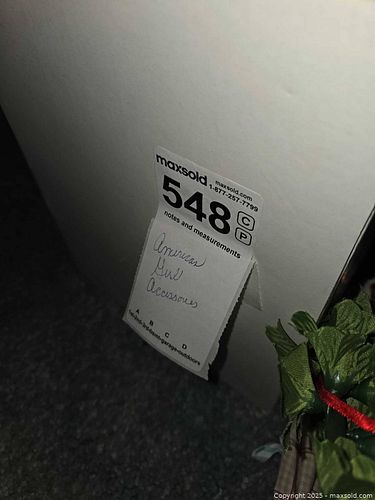 maxsold
maxsold.com
1-877-257-7799
548 C
P
notes and measurements
American
Girl
Accessories
A B C D
Copyright 2025 - maxsold.com